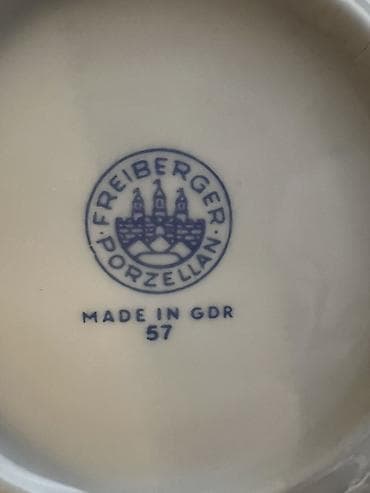 FREIBERGER
PORZELLAN
MADE IN GDR
57